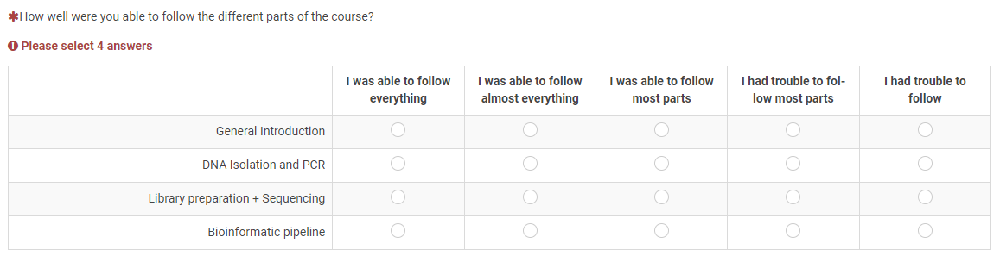 ✱How well were you able to follow the different parts of the course?
Please select 4 answers
I was able to follow everything
I was able to follow almost everything
I was able to follow most parts
I had trouble to fol-
low most parts
I had trouble to follow
General Introduction
DNA Isolation and PCR
Library preparation + Sequencing
Bioinformatic pipeline